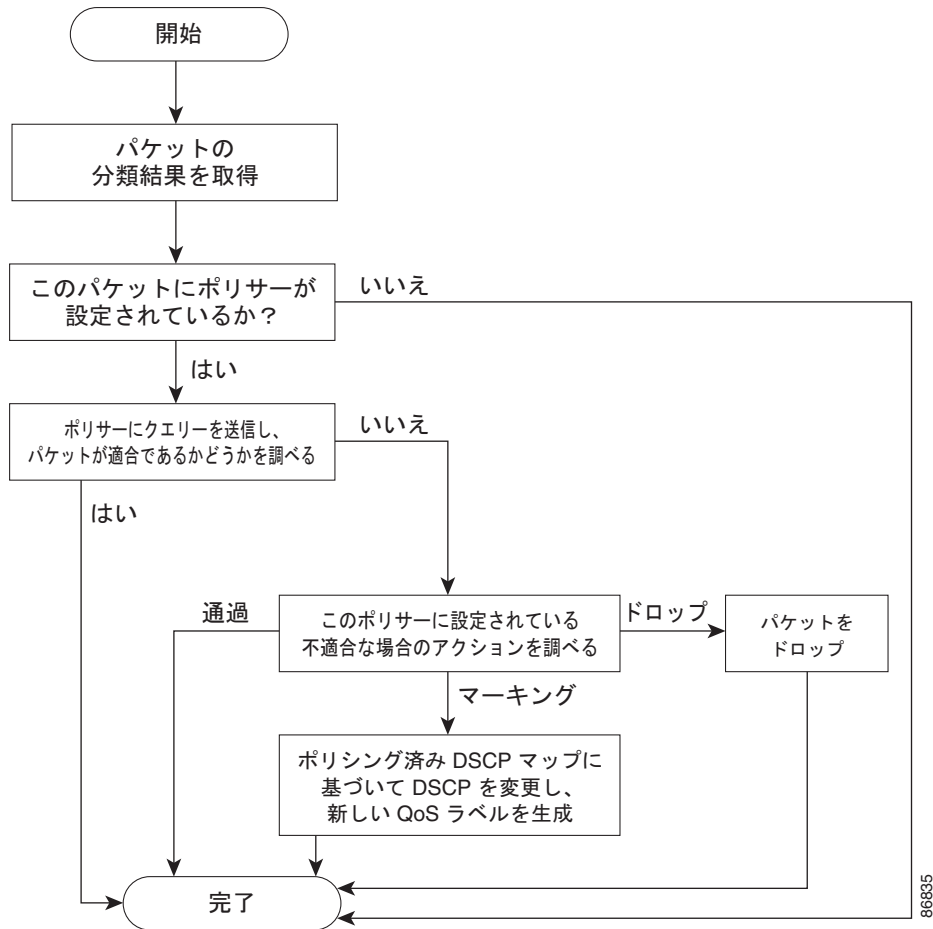 開始
パケットの
分類結果を取得
このパケットにポリサーが
設定されているか？
いいえ
はい
ポリサーにクエリーを送信し、
パケットが適合であるかどうかを調べる
いいえ
はい
通過
このポリサーに設定されている
不適合な場合のアクションを調べる
ドロップ
パケットを
ドロップ
マーキング
ポリシング済み DSCP マップに
基づいて DSCP を変更し、
新しい QoS ラベルを生成
完了
86835